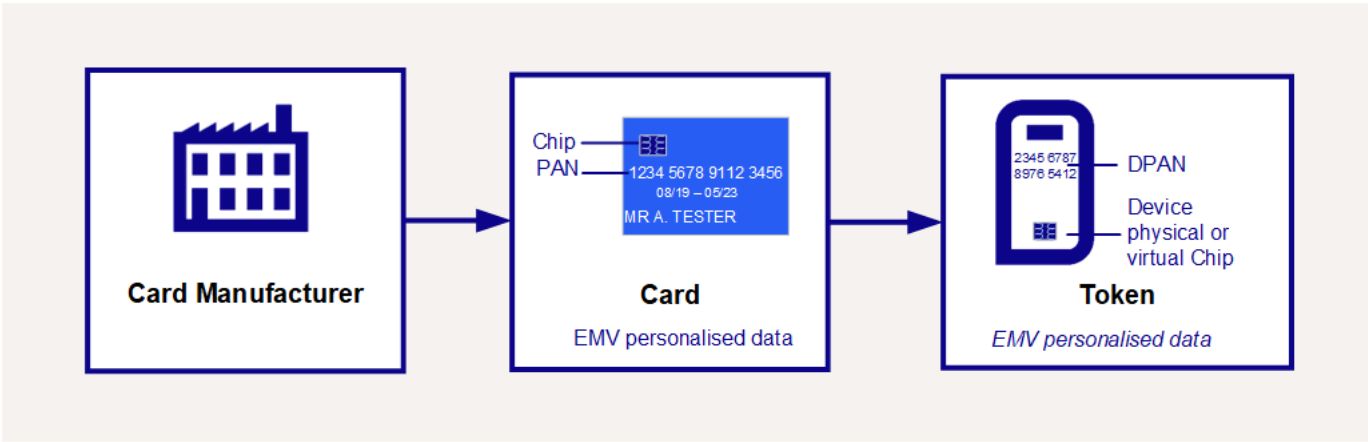 Card Manufacturer
Chip
PAN
1234 5678 9112 3456
08/19 – 05/23
MR A. TESTER
Card
EMV personalised data
2345 6787
8976 5412
DPAN
Device
physical or
virtual Chip
Token
EMV personalised data